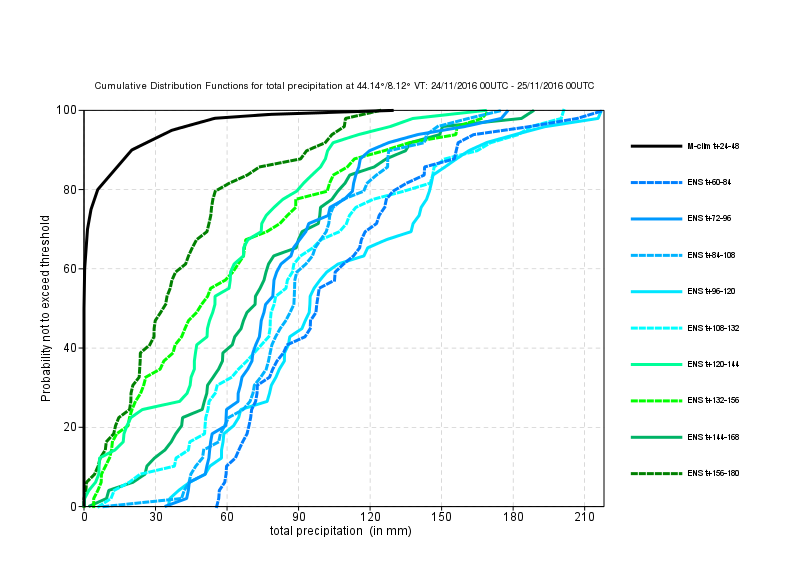 Cumulative Distribution Functions for total precipitation at 44.14°/8.12° VT: 24/11/2016 00UTC - 25/11/2016 00UTC
Probability not to exceed threshold
100
80
60
40
20
0
0 30 60 90 120 150 180 210
total precipitation (in mm)
M-clim t+24-48
ENS t+60-84
ENS t+72-96
ENS t+84-108
ENS t+96-120
ENS t+108-132
ENS t+120-144
ENS t+132-156
ENS t+144-168
ENS t+156-180